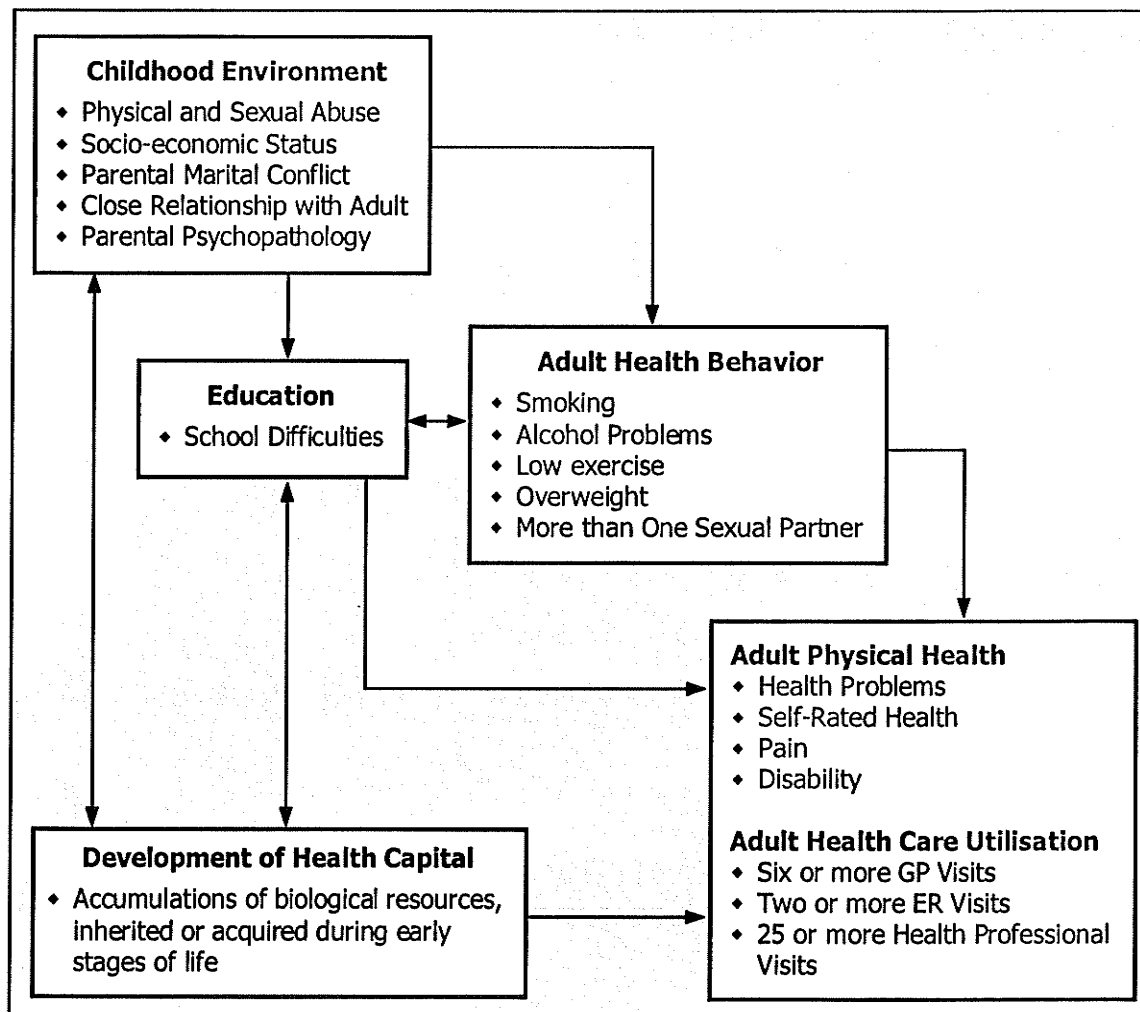 Childhood Environment
◆ Physical and Sexual Abuse
◆ Socio-economic Status
◆ Parental Marital Conflict
◆ Close Relationship with Adult
◆ Parental Psychopathology
Education
◆ School Difficulties
Adult Health Behavior
◆ Smoking
◆ Alcohol Problems
◆ Low exercise
◆ Overweight
◆ More than One Sexual Partner
Adult Physical Health
◆ Health Problems
◆ Self-Rated Health
◆ Pain
◆ Disability
Adult Health Care Utilisation
◆ Six or more GP Visits
◆ Two or more ER Visits
◆ 25 or more Health Professional
Visits
Development of Health Capital
◆ Accumulations of biological resources,
inherited or acquired during early
stages of life